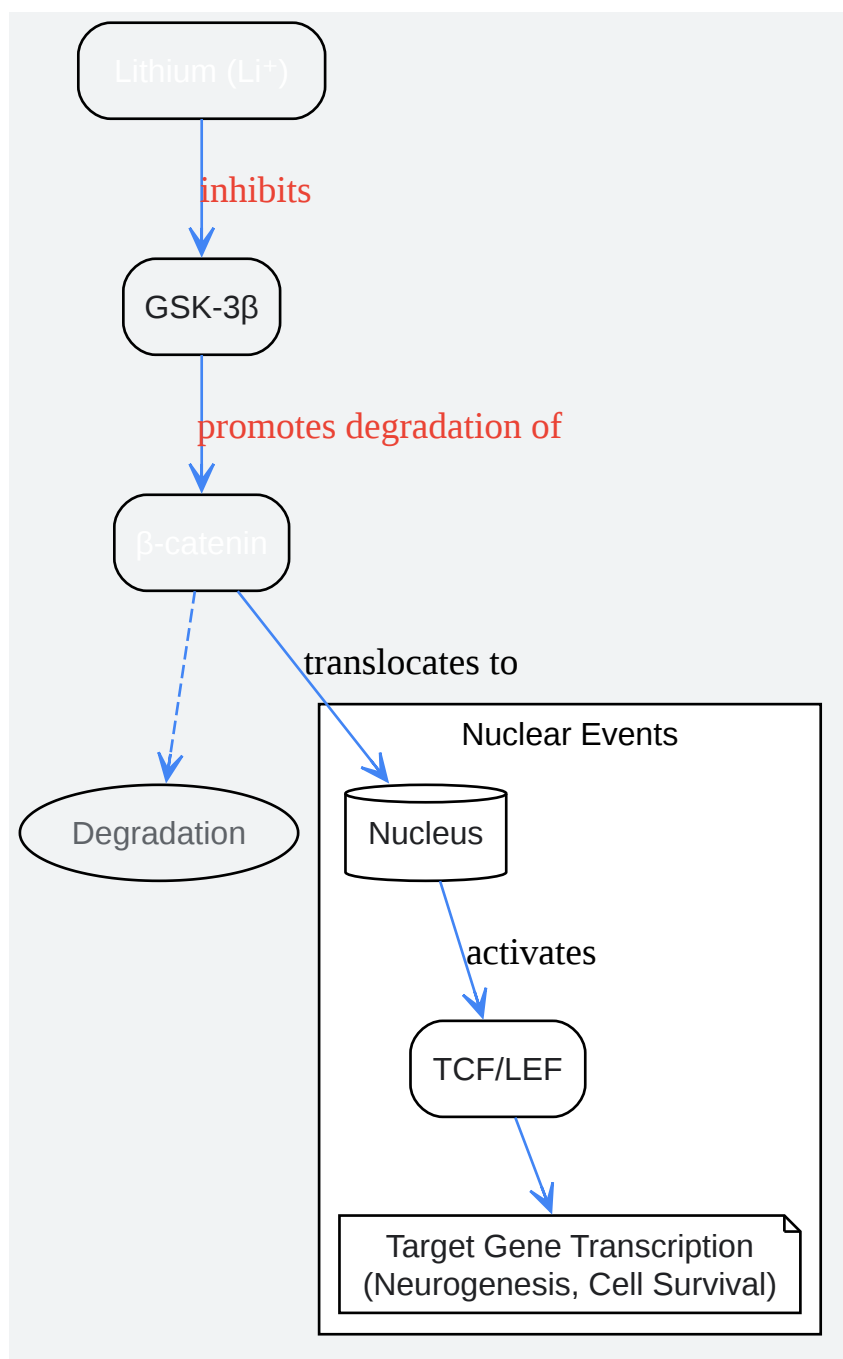 Lithium (Li⁺)
inhibits
GSK-3β
promotes degradation of
β-catenin
translocates to
Nuclear Events
Degradation
Nucleus
activates
TCF/LEF
Target Gene Transcription
(Neurogenesis, Cell Survival)